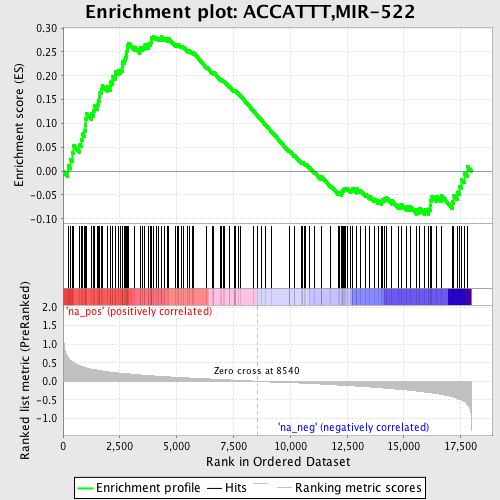 Enrichment plot: ACCATTT,MIR-522
Enrichment score (ES)
0.30
0.25
0.20
0.15
0.10
0.05
0.00
-0.05
-0.10
'na_pos' (positively correlated)
Ranked list metric (PreRanked)
2.0
1.5
1.0
0.5
0.0
-0.5
-1.0
Zero cross at 8540
'na_neg' (negatively correlated)
0
2,500
5,000
7,500
10,000
12,500
15,000
17,500
Rank in Ordered Dataset
Enrichment profile
Hits
Ranking metric scores